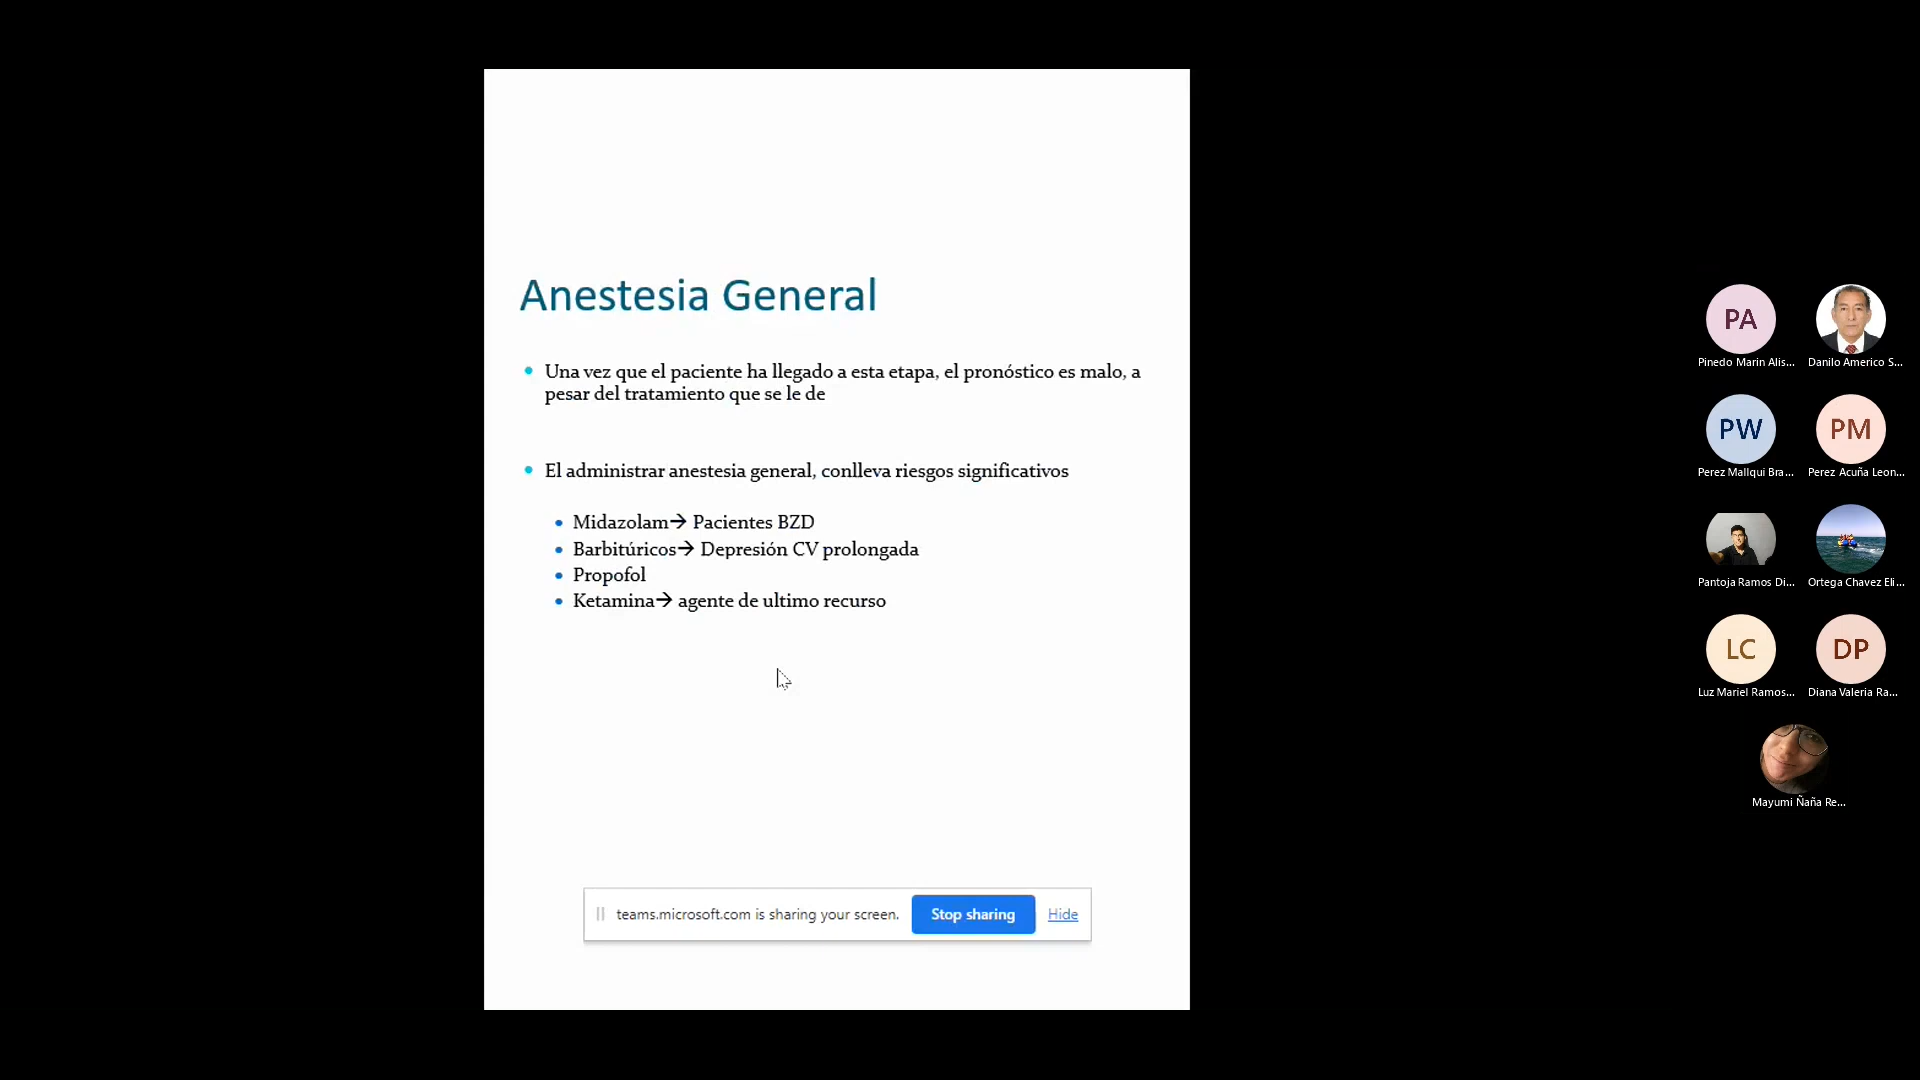 Anestesia General
• Una vez que el paciente ha llegado a esta etapa, el pronóstico es malo, a
pesar del tratamiento que se le de
• El administrar anestesia general, conlleva riesgos significativos
• Midazolam→ Pacientes BZD
• Barbitúricos→ Depresión CV prolongada
• Propofol
• Ketamina→ agente de ultimo recurso
teams.microsoft.com is sharing your screen. Stop sharing Hide
PA
Pinedo Marin Alis... Danilo Americo S...
PW PM
Perez Mallqui Bra... Perez Acuña Leon...
Pantoja Ramos Di... Ortega Chavez Eli...
LC DP
Luz Mariel Ramos... Diana Valeria Ra...
Mayumi Ñaña Re...